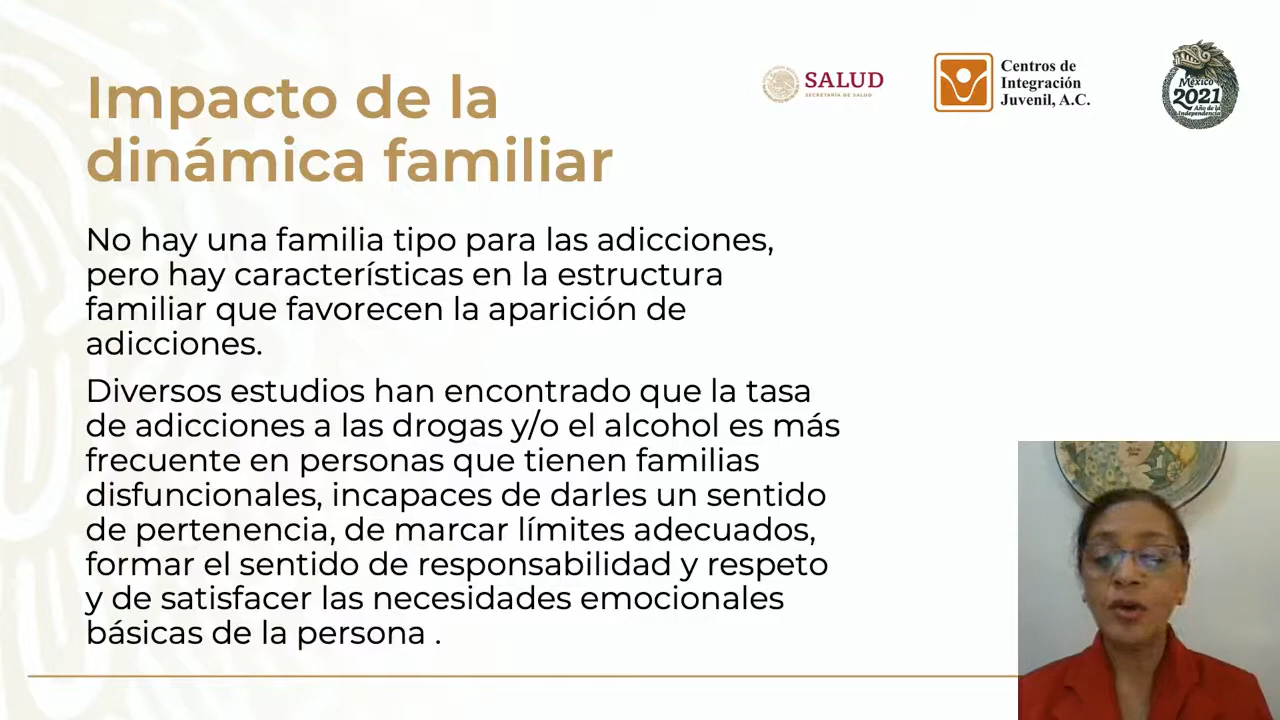 Impacto de la
dinámica familiar
SALUD
SECRETARÍA DE SALUD
Centros de
Integración
Juvenil, A.C.
México
2021
Año de la
Independencia
No hay una familia tipo para las adicciones,
pero hay características en la estructura
familiar que favorecen la aparición de
adicciones.
Diversos estudios han encontrado que la tasa
de adicciones a las drogas y/o el alcohol es más
frecuente en personas que tienen familias
disfuncionales, incapaces de darles un sentido
de pertenencia, de marcar límites adecuados,
formar el sentido de responsabilidad y respeto
y de satisfacer las necesidades emocionales
básicas de la persona .